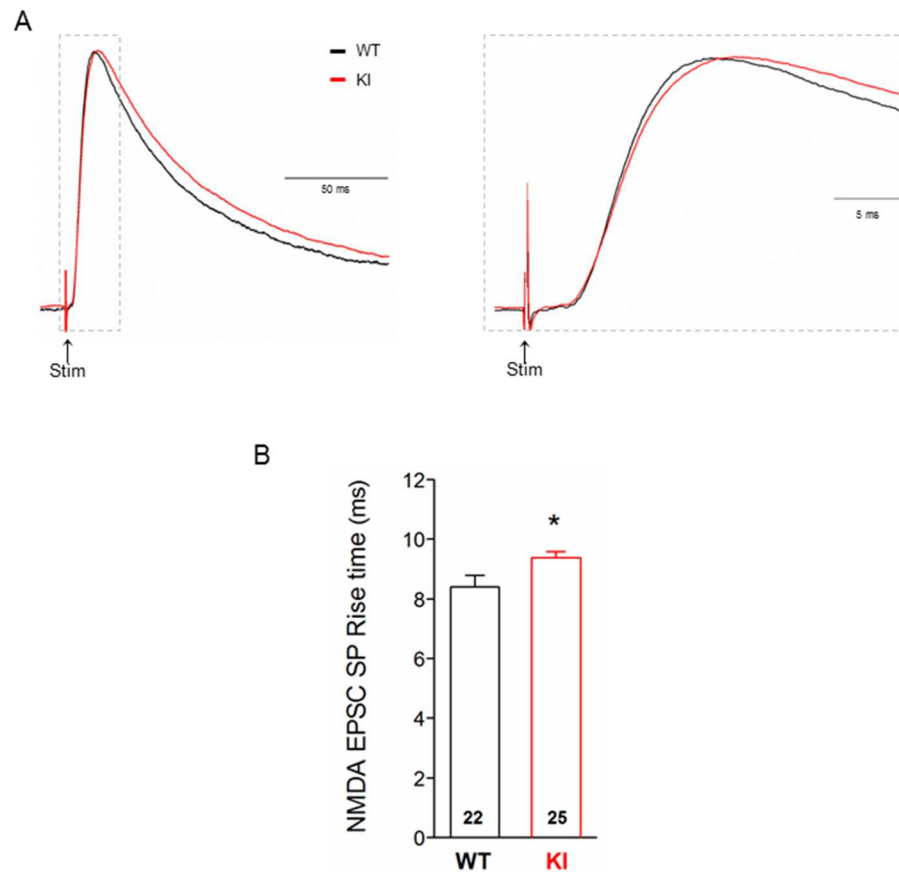 A
WT
KI
50 ms
5 ms
Stim
Stim
B
NMDA EPSC SP Rise time (ms)
12
10
8
6
4
2
0
*
22
25
WT
KI